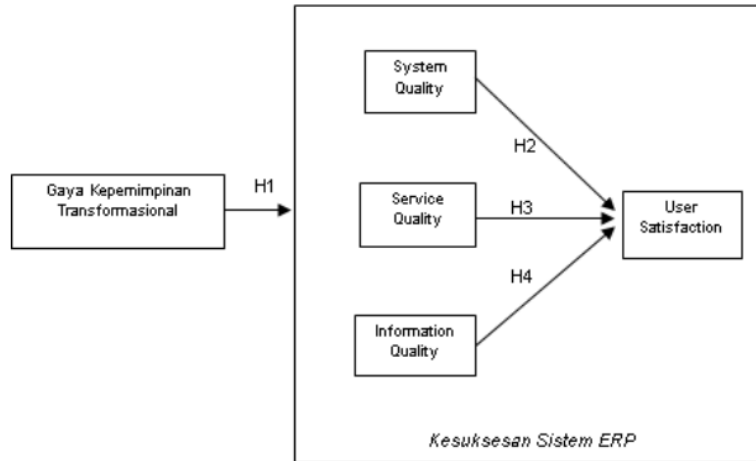 Gaya Kepemimpinan
Transformasional
H1
System
Quality
H2
Service
Quality
H3
User
Satisfaction
H4
Information
Quality
Kesuksesan Sistem ERP